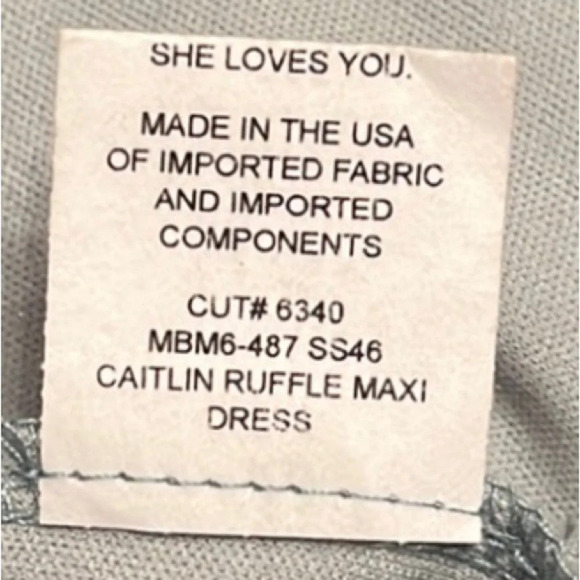 SHE LOVES YOU.
MADE IN THE USA
OF IMPORTED FABRIC
AND IMPORTED
COMPONENTS
CUT# 6340
MBM6-487 SS46
CAITLIN RUFFLE MAXI
DRESS